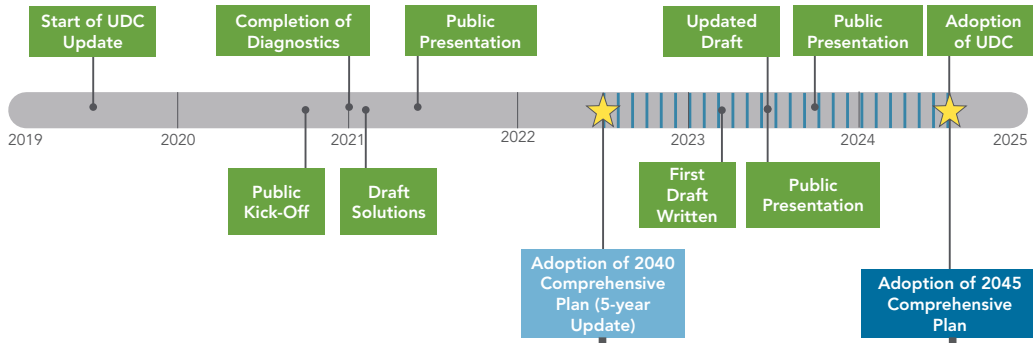 Start of UDC
Update
Completion of
Diagnostics
Public
Presentation
Updated
Draft
Public
Presentation
Adoption
of UDC
2019
2020
2021
2022
2023
2024
2025
Public
Kick-Off
Draft
Solutions
First
Draft
Written
Public
Presentation
Adoption of 2040
Comprehensive
Plan (5-year
Update)
Adoption of 2045
Comprehensive
Plan